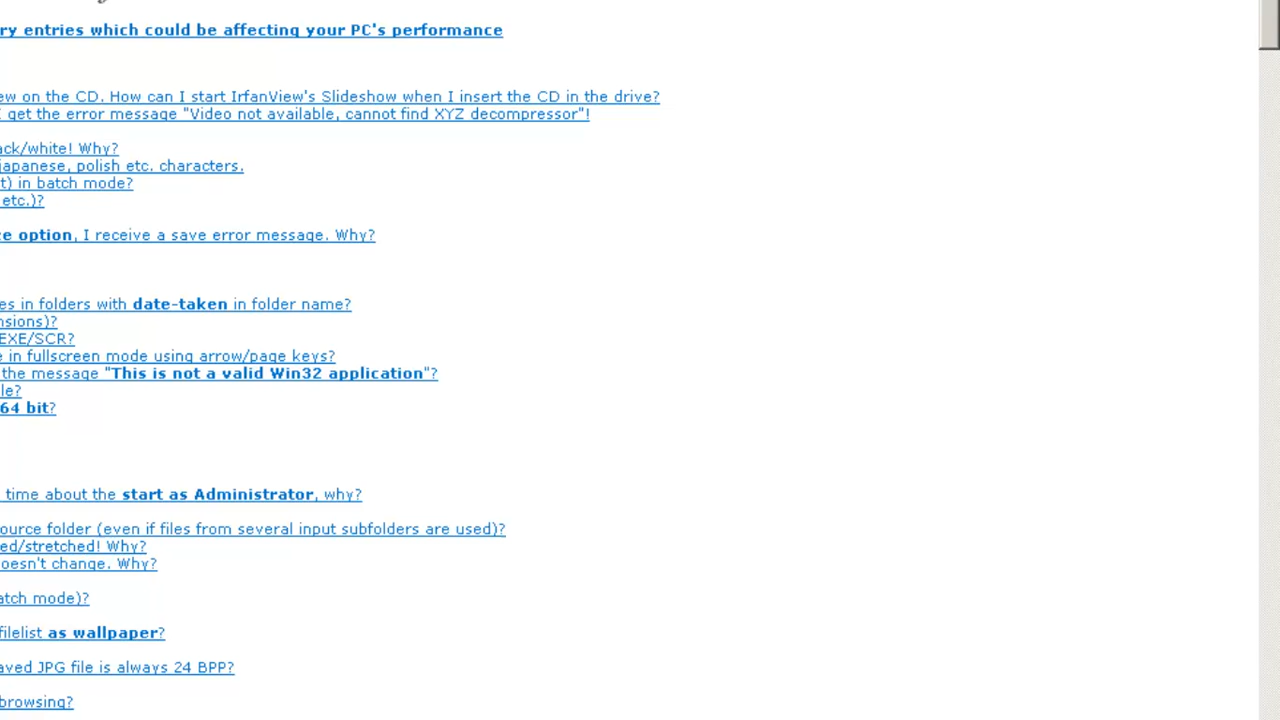 ry entries which could be affecting your PC's performance
ew on the CD. How can I start IrfanView's Slideshow when I insert the CD in the drive?
I get the error message "Video not available, cannot find XYZ decompressor"!
ack/white! Why?
japanese, polish etc. characters.
t) in batch mode?
etc.)?
ce option, I receive a save error message. Why?
es in folders with date-taken in folder name?
nsions)?
EXE/SCR?
e in fullscreen mode using arrow/page keys?
the message "This is not a valid Win32 application"?
le?
64 bit?
time about the start as Administrator, why?
ource folder (even if files from several input subfolders are used)?
ed/stretched! Why?
oesn't change. Why?
atch mode)?
filelist as wallpaper?
aved JPG file is always 24 BPP?
browsing?